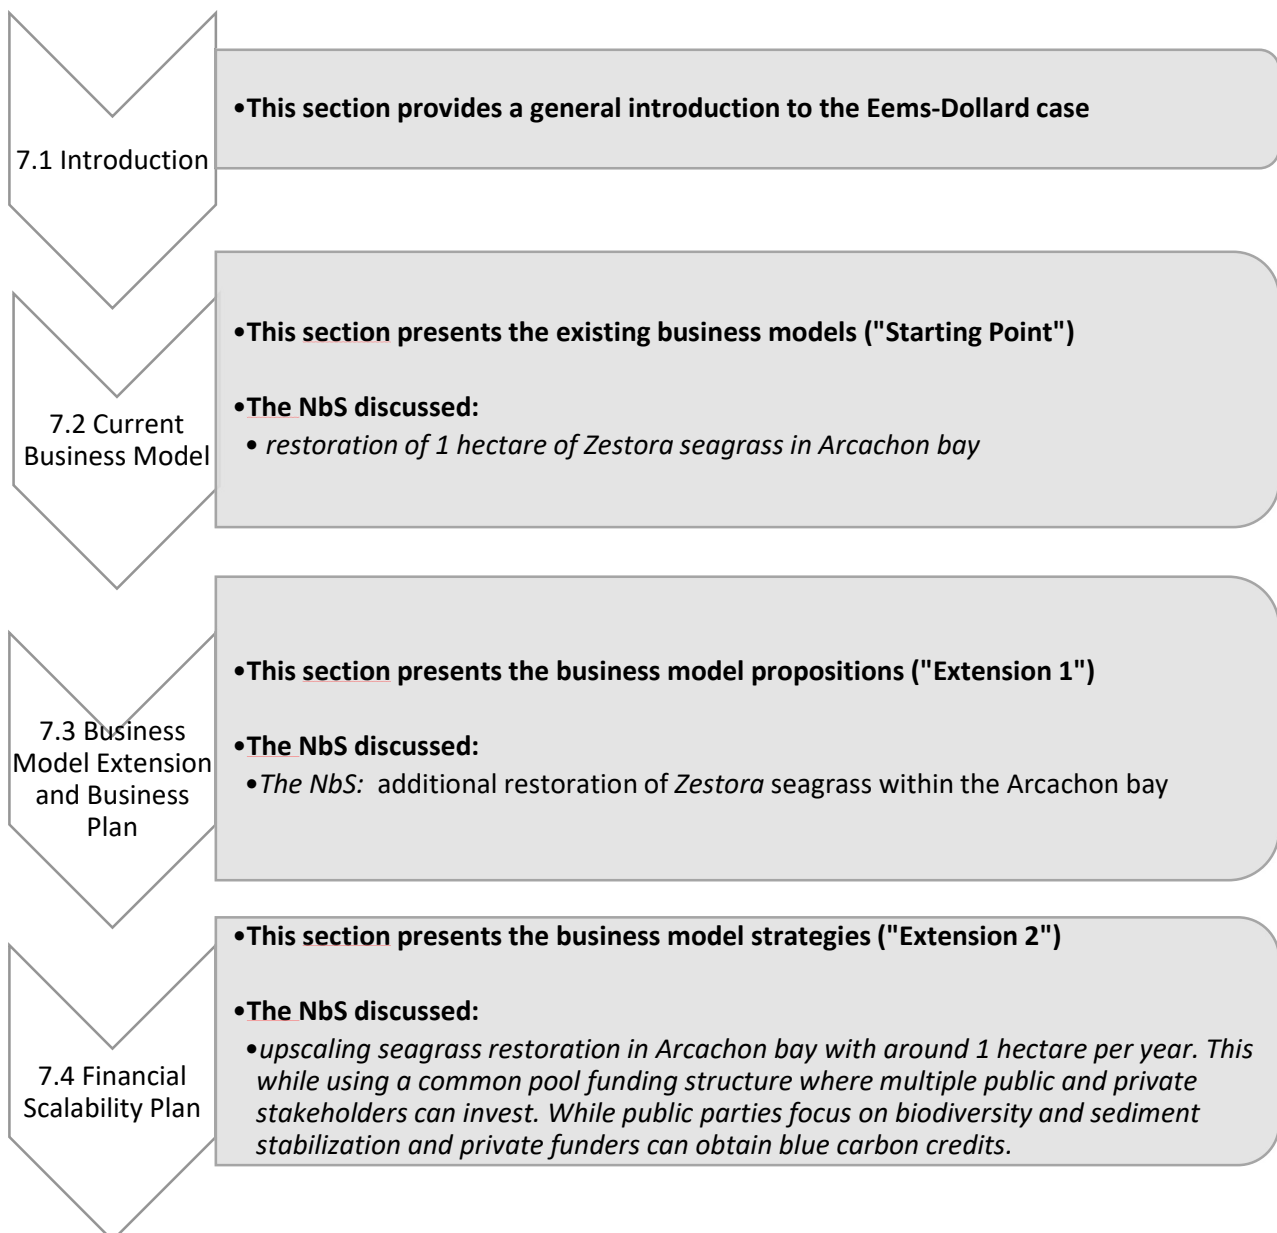 7.1 Introduction
•This section provides a general introduction to the Eems-Dollard case
7.2 Current
Business Model
•This section presents the existing business models ("Starting Point")
•The NbS discussed:
• restoration of 1 hectare of Zestora seagrass in Arcachon bay
7.3 Business
Model Extension
and Business
Plan
•This section presents the business model propositions ("Extension 1")
•The NbS discussed:
•The NbS: additional restoration of Zestora seagrass within the Arcachon bay
7.4 Financial
Scalability Plan
•This section presents the business model strategies ("Extension 2")
•The NbS discussed:
•upscaling seagrass restoration in Arcachon bay with around 1 hectare per year. This
while using a common pool funding structure where multiple public and private
stakeholders can invest. While public parties focus on biodiversity and sediment
stabilization and private funders can obtain blue carbon credits.